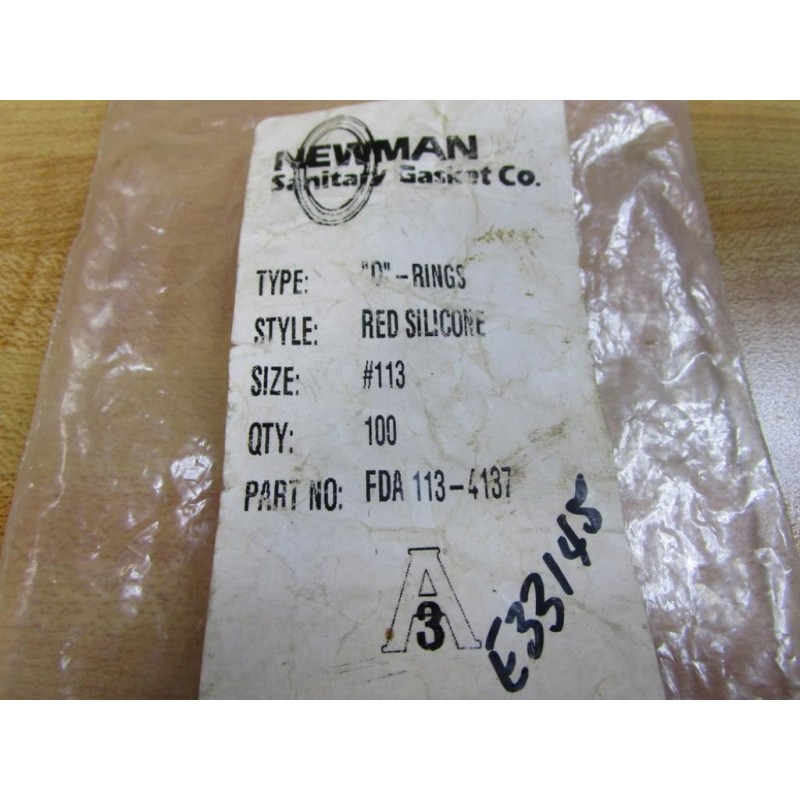 NEWMAN
Sanitary Gasket Co.
TYPE: "O"-RINGS
STYLE: RED SILICONE
SIZE: #113
QTY: 100
PART NO: FDA 113-4137
A
3
E33145